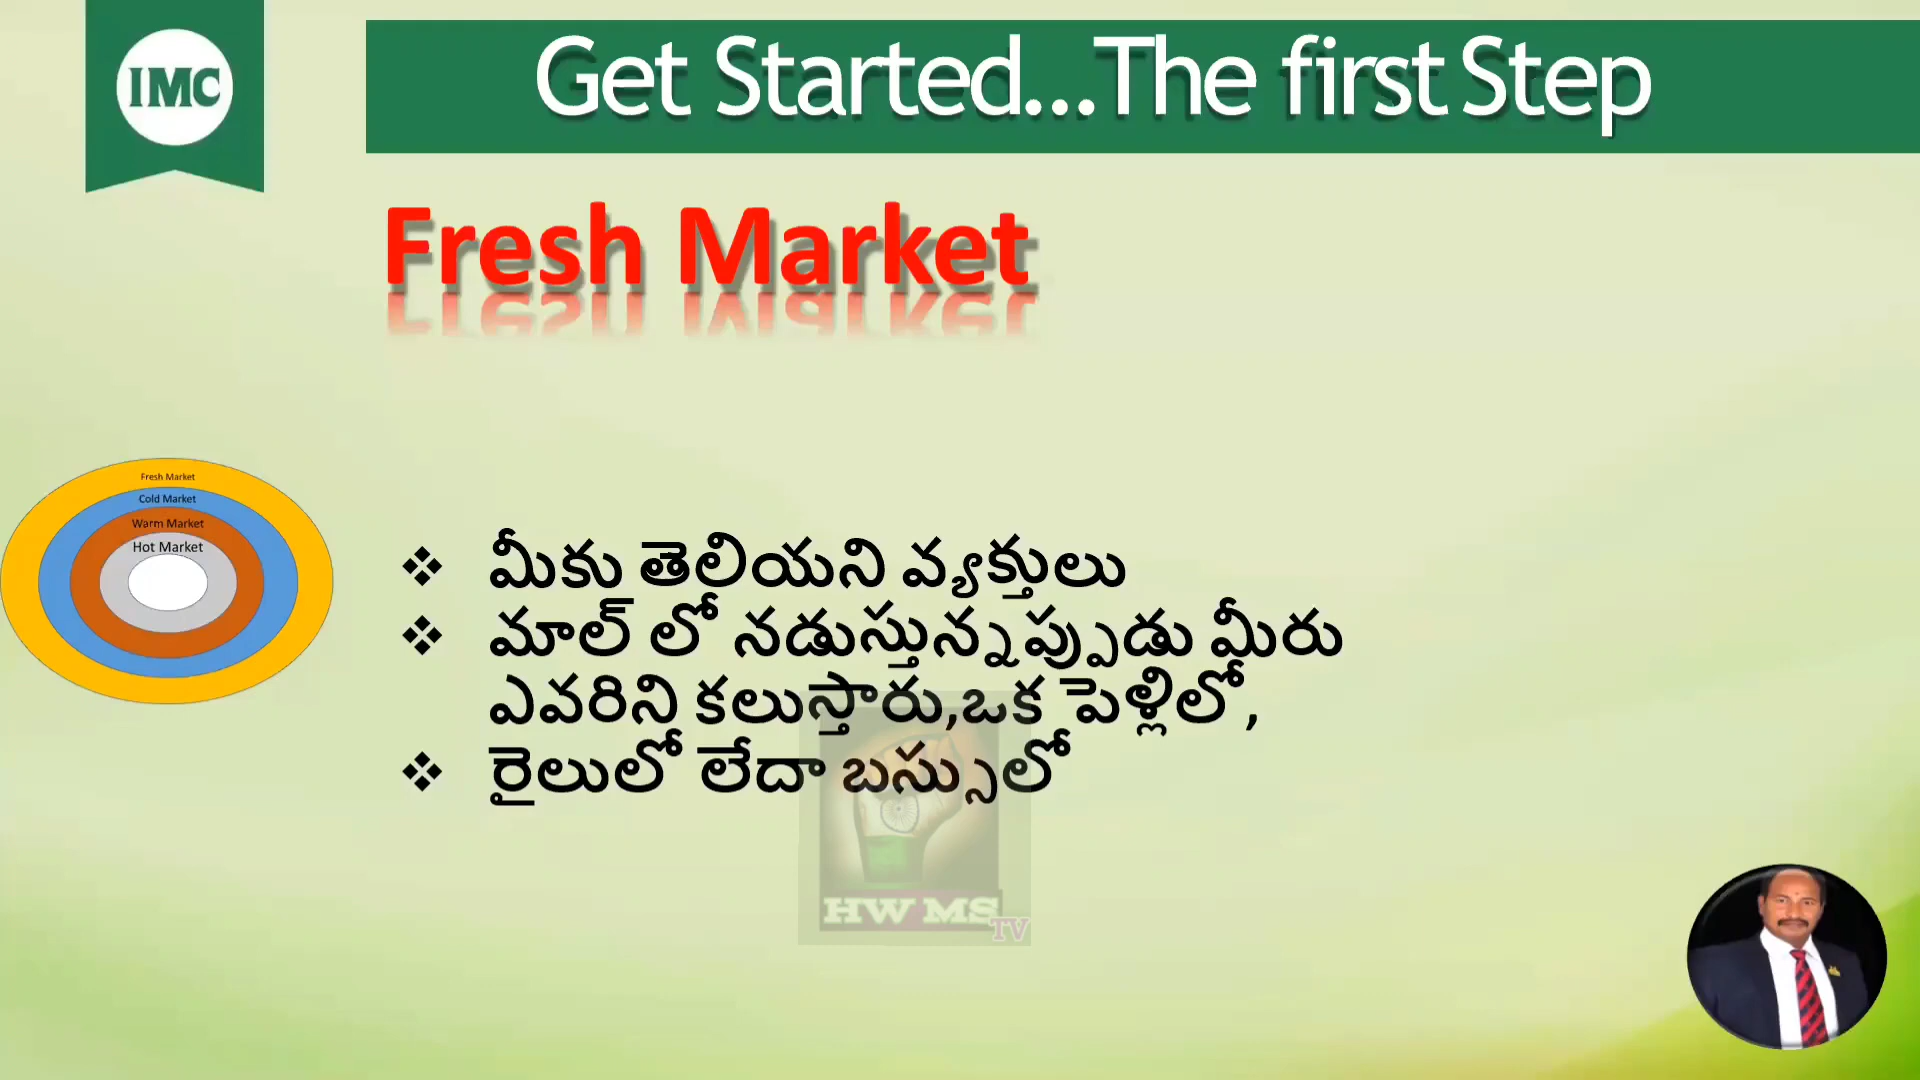 IMC
Get Started...The first Step
Fresh Market
Fresh Market
Cold Market
Warm Market
Hot Market
❖ మీకు తెలియని వ్యక్తులు
❖ మాల్ లో నడుస్తున్నప్పుడు మీరు
ఎవరిని కలుస్తారు,ఒక పెళ్లిలో,
❖ రైలులో లేదా బస్సులో
HW MS
TV